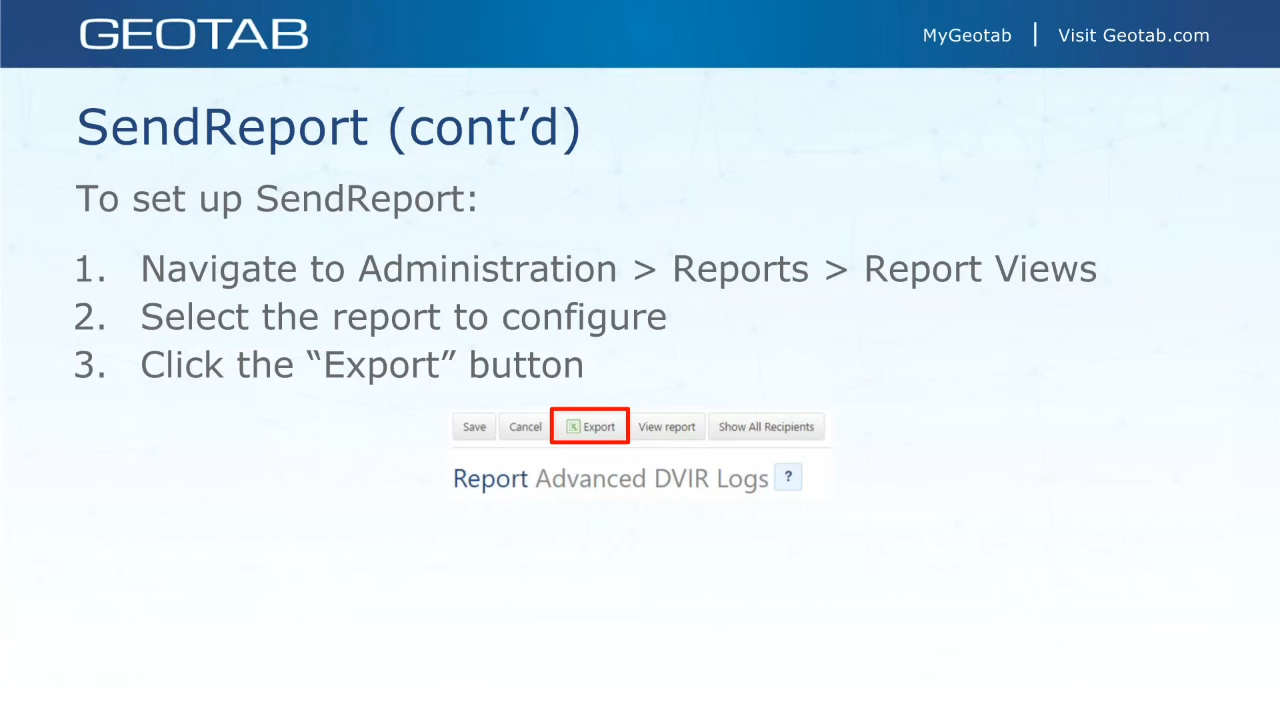 GEOTAB
MyGeotab | Visit Geotab.com
SendReport (cont’d)
To set up SendReport:
1. Navigate to Administration > Reports > Report Views
2. Select the report to configure
3. Click the “Export” button
Save Cancel Export View report Show All Recipients
Report Advanced DVIR Logs ?